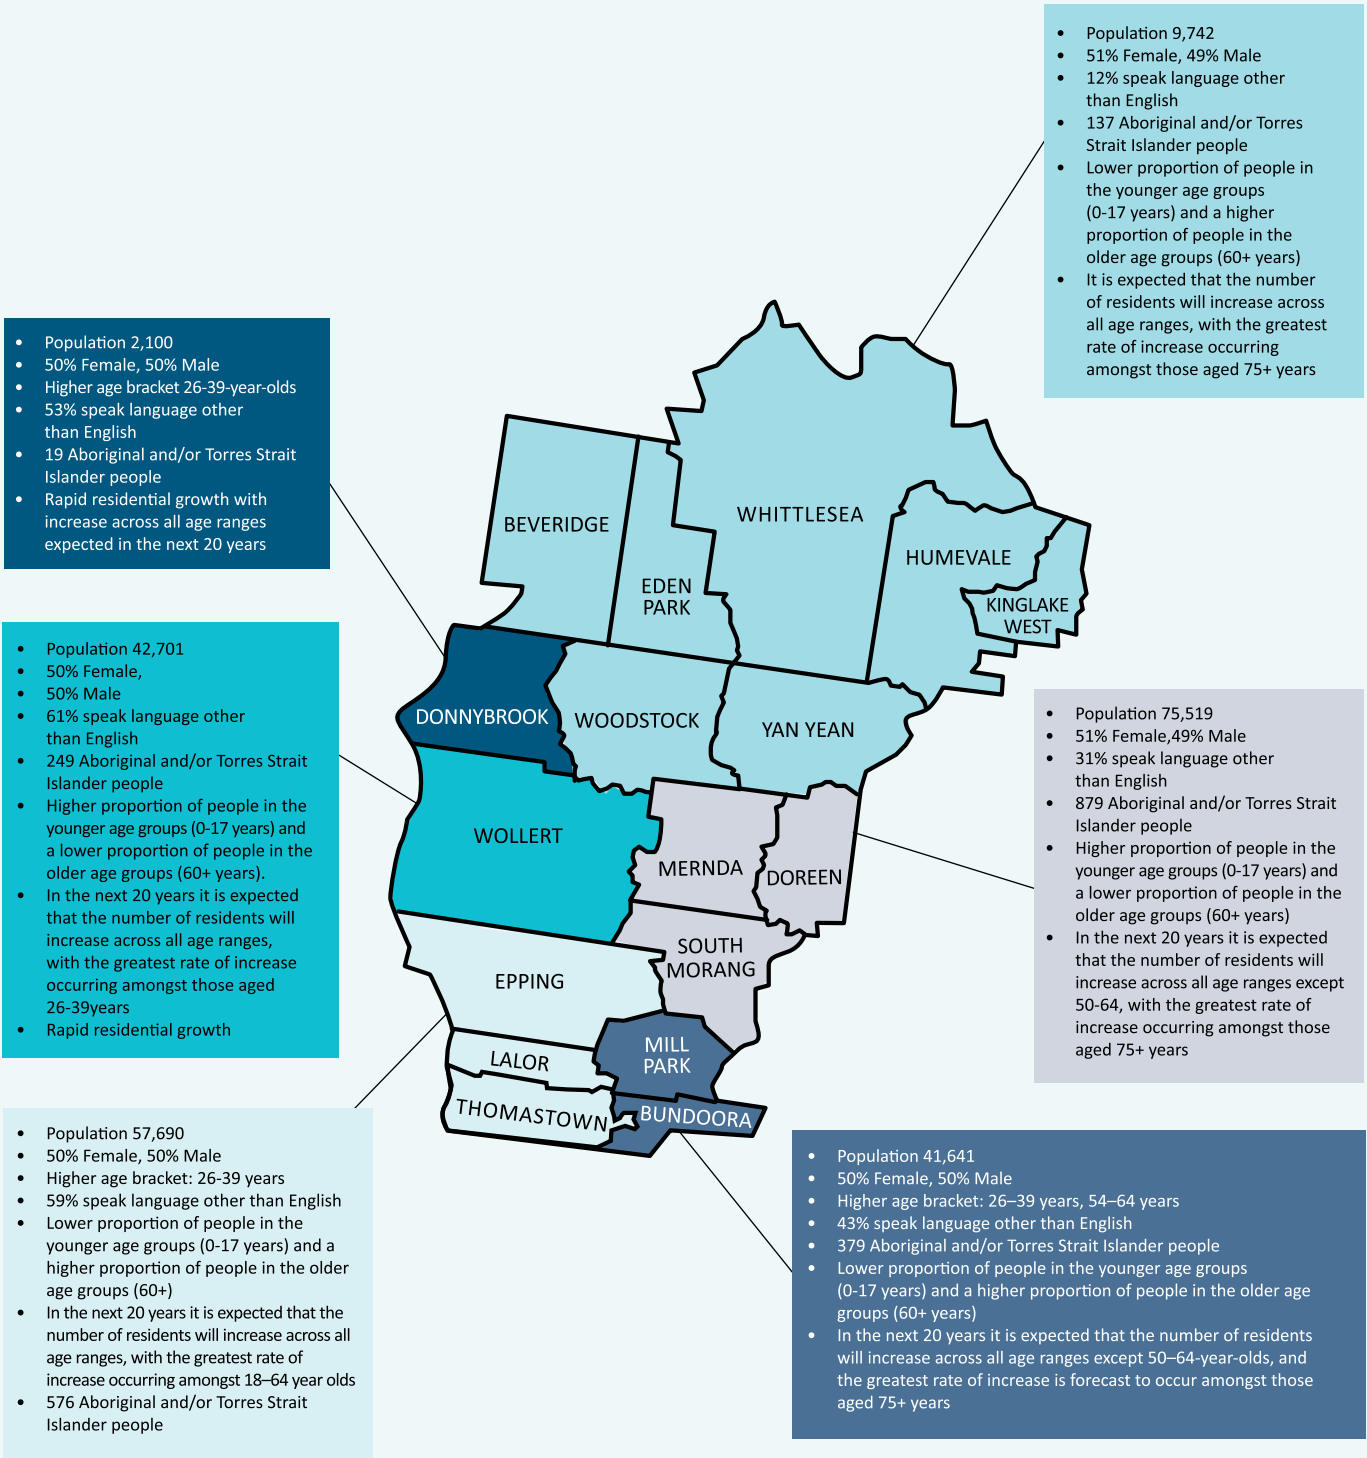 • Population 9,742
• 51% Female, 49% Male
• 12% speak language other
than English
• 137 Aboriginal and/or Torres
Strait Islander people
• Lower proportion of people in
the younger age groups
(0-17 years) and a higher
proportion of people in the
older age groups (60+ years)
• It is expected that the number
of residents will increase across
all age ranges, with the greatest
rate of increase occurring
amongst those aged 75+ years
• Population 2,100
• 50% Female, 50% Male
• Higher age bracket 26-39-year-olds
• 53% speak language other
than English
• 19 Aboriginal and/or Torres Strait
Islander people
• Rapid residential growth with
increase across all age ranges
expected in the next 20 years
• Population 42,701
• 50% Female,
• 50% Male
• 61% speak language other
than English
• 249 Aboriginal and/or Torres Strait
Islander people
• Higher proportion of people in the
younger age groups (0-17 years) and
a lower proportion of people in the
older age groups (60+ years).
• In the next 20 years it is expected
that the number of residents will
increase across all age ranges,
with the greatest rate of increase
occurring amongst those aged
26-39years
• Rapid residential growth
• Population 57,690
• 50% Female, 50% Male
• Higher age bracket: 26-39 years
• 59% speak language other than English
• Lower proportion of people in the
younger age groups (0-17 years) and a
higher proportion of people in the older
age groups (60+)
• In the next 20 years it is expected that the
number of residents will increase across all
age ranges, with the greatest rate of
increase occurring amongst 18–64 year olds
• 576 Aboriginal and/or Torres Strait
Islander people
BEVERIDGE
EDEN
PARK
WHITTLESEA
HUMEVALE
KINGLAKE
WEST
DONNYBROOK
WOODSTOCK
YAN YEAN
WOLLERT
MERNDA
DOREEN
SOUTH
MORANG
EPPING
MILL
PARK
LALOR
THOMASTOWN
BUNDOORA
• Population 75,519
• 51% Female,49% Male
• 31% speak language other
than English
• 879 Aboriginal and/or Torres Strait
Islander people
• Higher proportion of people in the
younger age groups (0-17 years) and
a lower proportion of people in the
older age groups (60+ years)
• In the next 20 years it is expected
that the number of residents will
increase across all age ranges except
50-64, with the greatest rate of
increase occurring amongst those
aged 75+ years
• Population 41,641
• 50% Female, 50% Male
• Higher age bracket: 26–39 years, 54–64 years
• 43% speak language other than English
• 379 Aboriginal and/or Torres Strait Islander people
• Lower proportion of people in the younger age groups
(0-17 years) and a higher proportion of people in the older age
groups (60+ years)
• In the next 20 years it is expected that the number of residents
will increase across all age ranges except 50–64-year-olds, and
the greatest rate of increase is forecast to occur amongst those
aged 75+ years